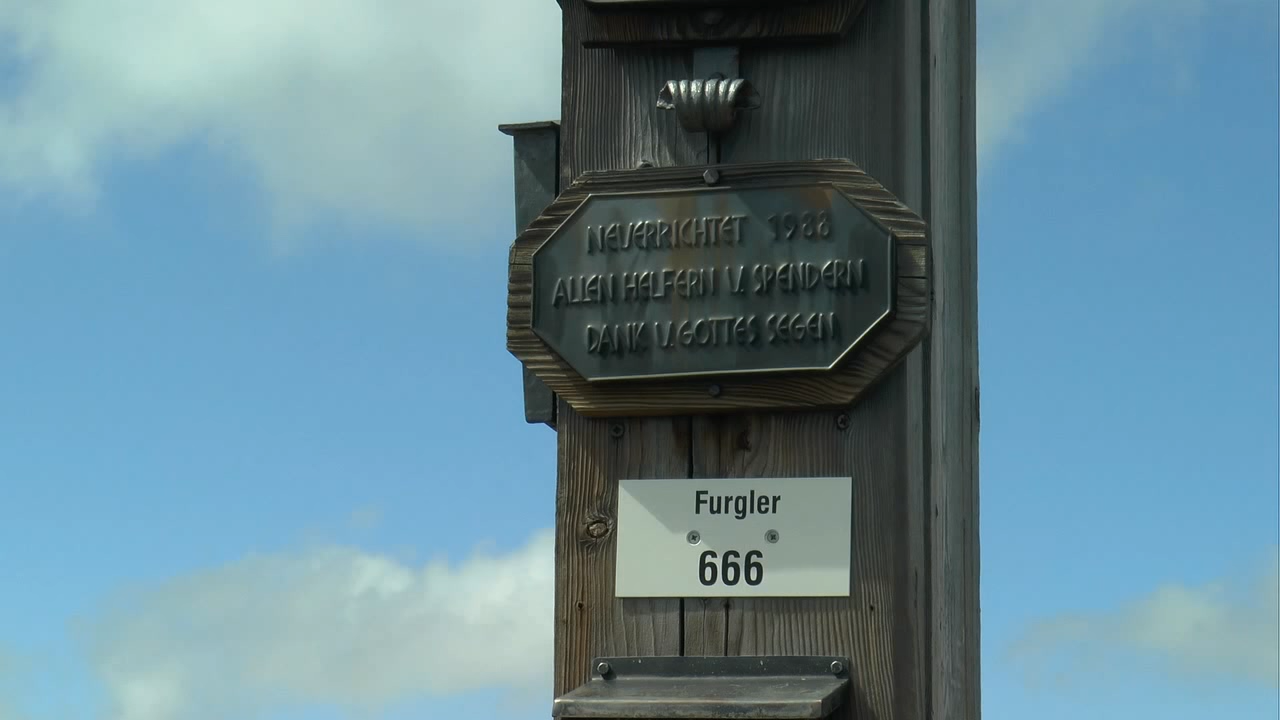 NEUERRICHTET 1988
ALLEN HELFERN U. SPENDERN
DANK U. GOTTES SEGEN
Furgler
666